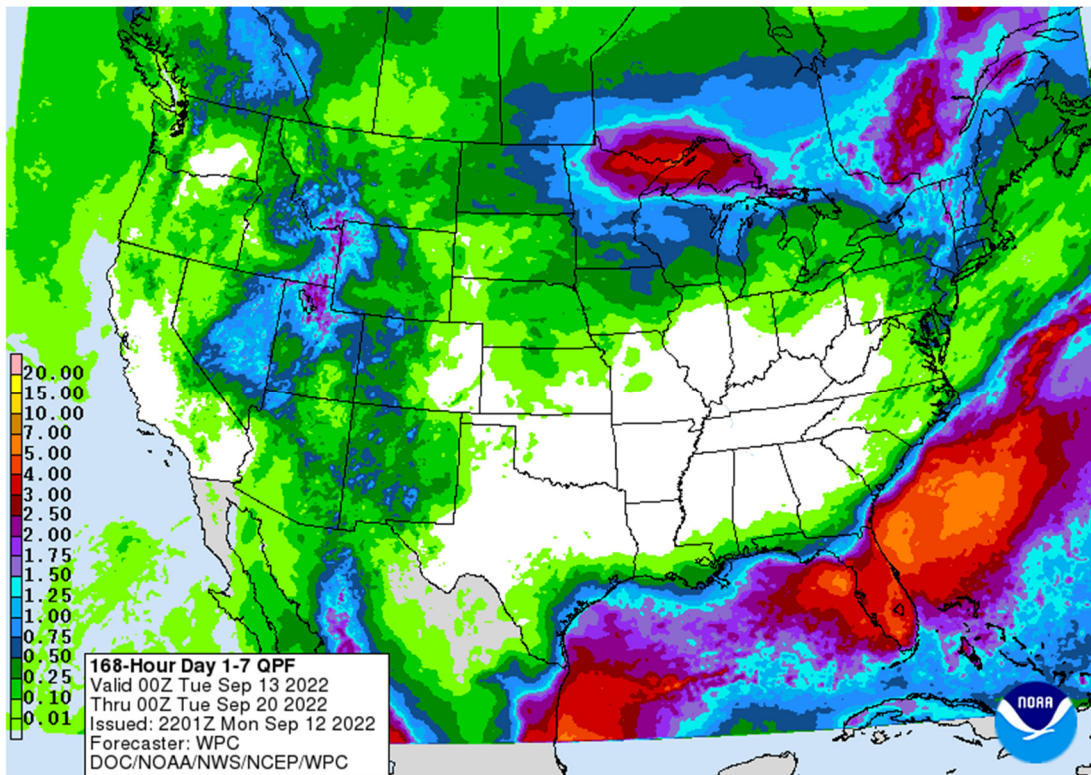 20.00
15.00
10.00
7.00
5.00
4.00
3.00
2.50
2.00
1.75
1.50
1.25
1.00
0.75
0.50
0.25
0.10
0.01
168-Hour Day 1-7 QPF
Valid 00Z Tue Sep 13 2022
Thru 00Z Tue Sep 20 2022
Issued: 2201Z Mon Sep 12 2022
Forecaster: WPC
DOC/NOAA/NWS/NCEP/WPC
NOAA